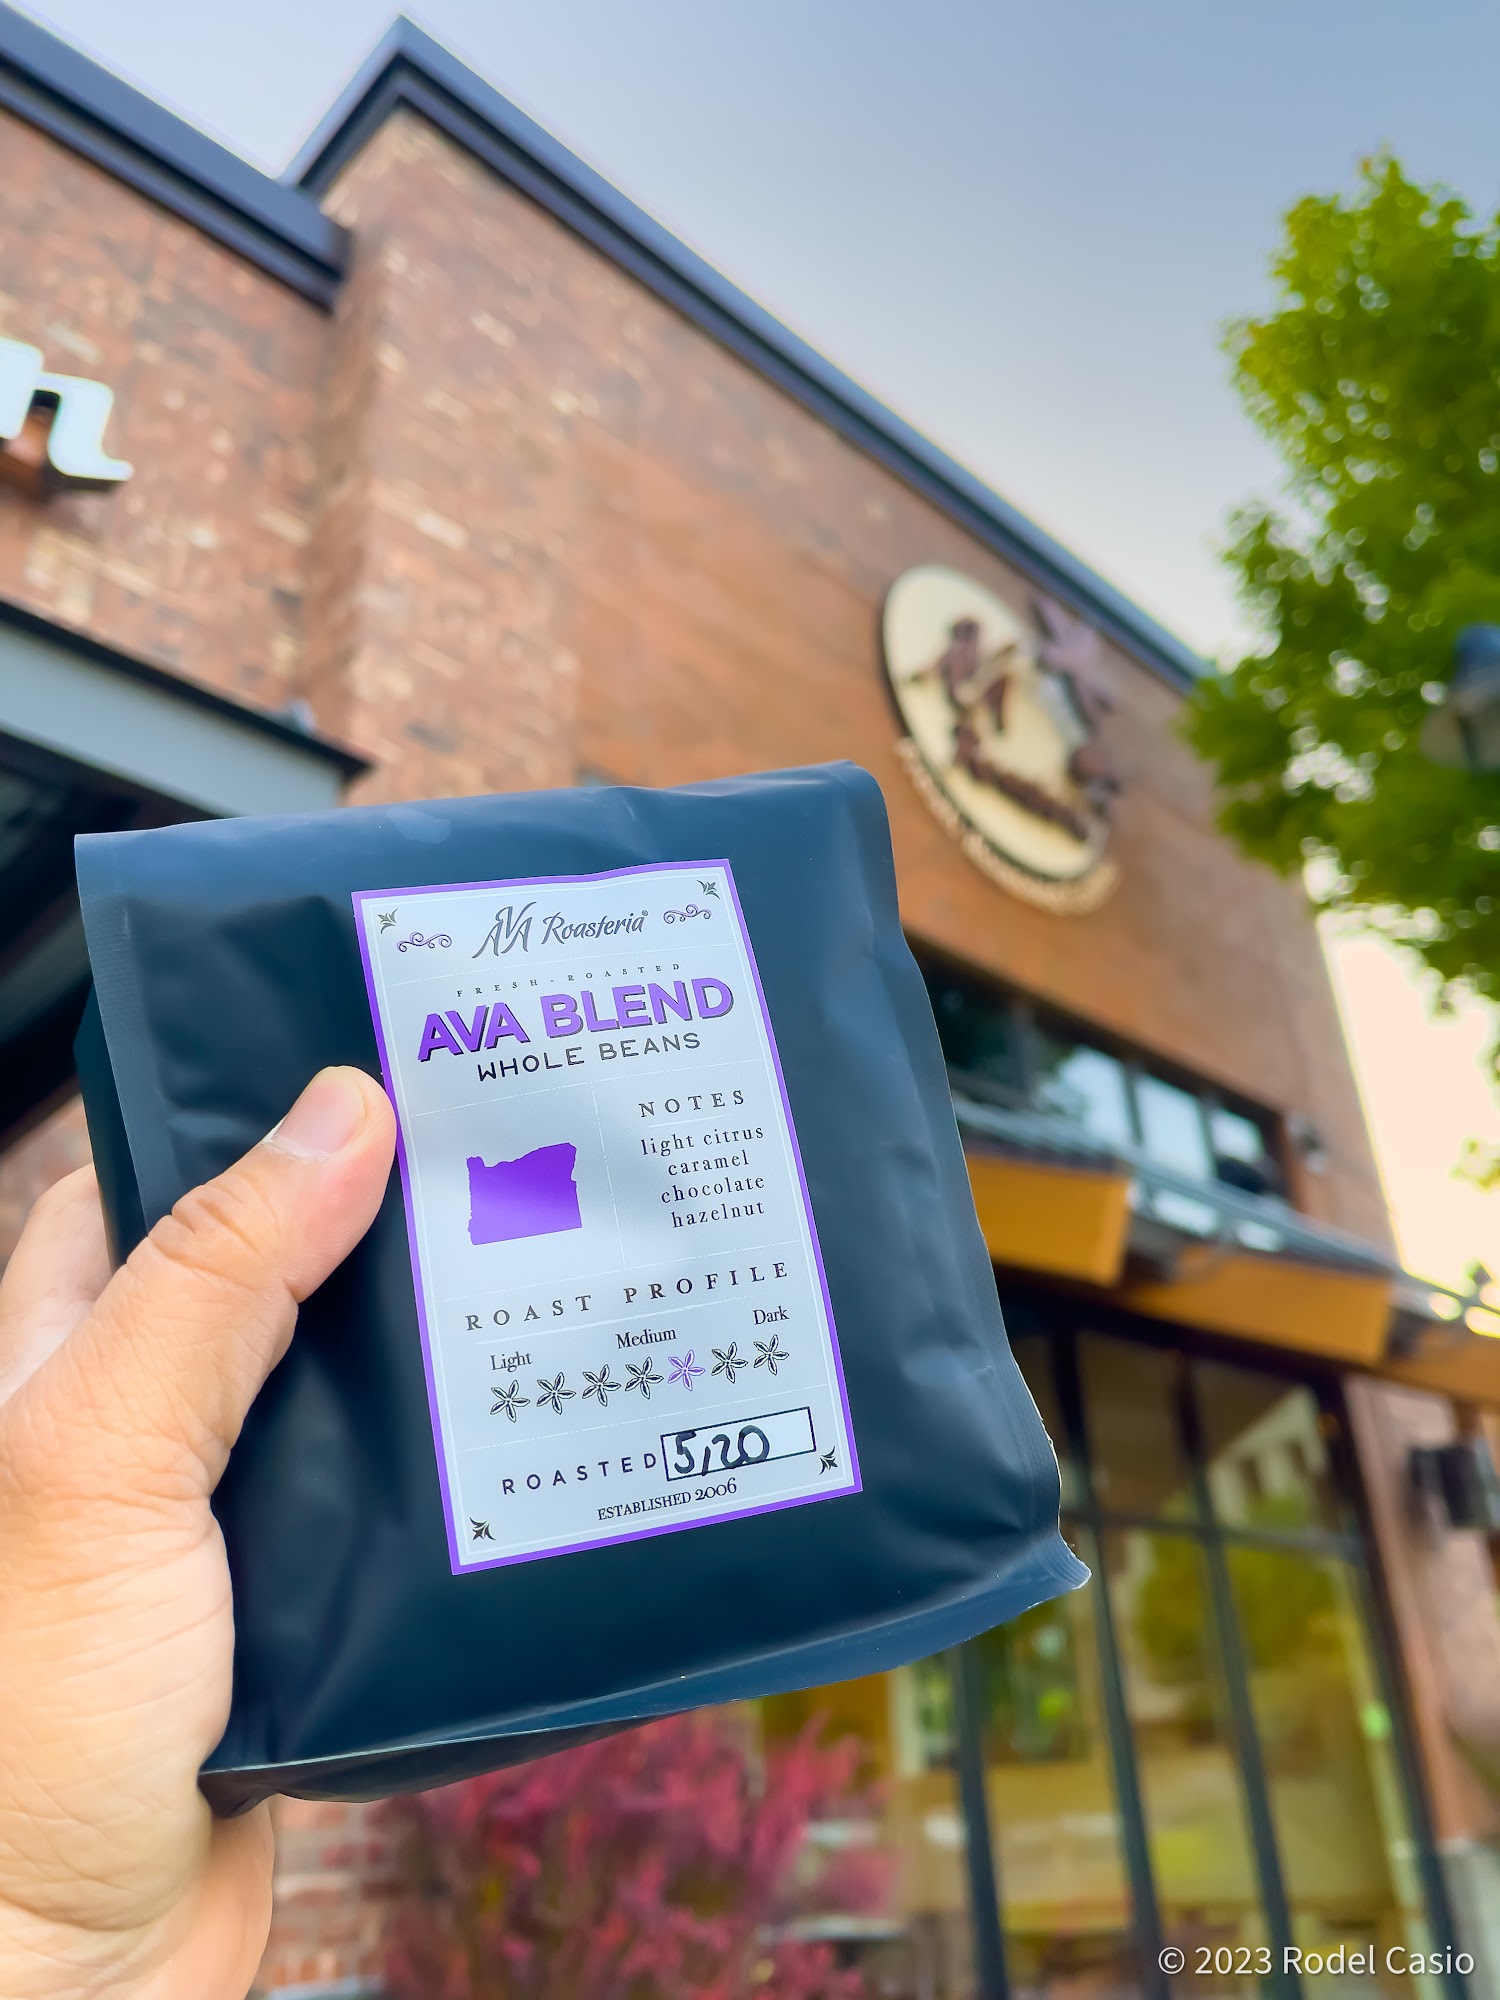 h
AVA Roasteria
FRESH-ROASTED
AVA BLEND
WHOLE BEANS
NOTES
light citrus
caramel
chocolate
hazelnut
ROAST PROFILE
Light Medium Dark
ROASTED 5/20
ESTABLISHED 2006
© 2023 Rodel Casio